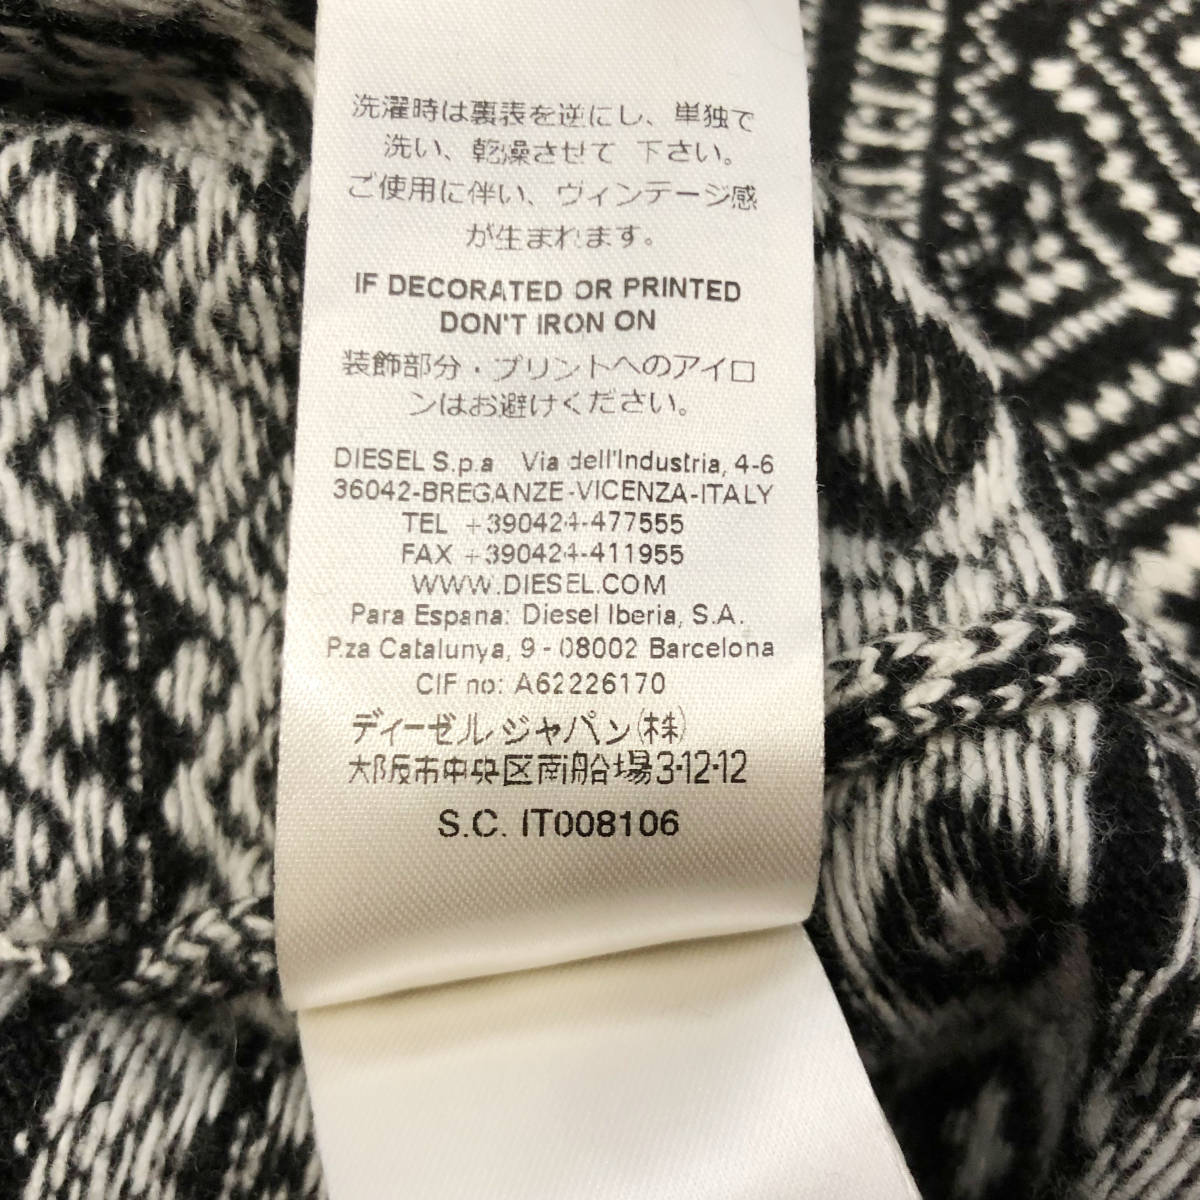 洗濯時は裏表を逆にし、単独で
洗い、乾燥させて 下さい。
ご使用に伴い、ヴィンテージ感
が生まれます。
IF DECORATED OR PRINTED
DON'T IRON ON
装飾部分・プリントへのアイロ
ンはお避けください。
DIESEL S.p.a Via dell'Industria, 4-6
36042-BREGANZE-VICENZA-ITALY
TEL +390424-477555
FAX +390424-411955
WWW.DIESEL.COM
Para Espana: Diesel Iberia, S.A.
P.za Catalunya, 9 - 08002 Barcelona
CIF no: A62226170
ディーゼル ジャパン(株)
大阪市中央区南船場3-12-12
S.C. IT008106